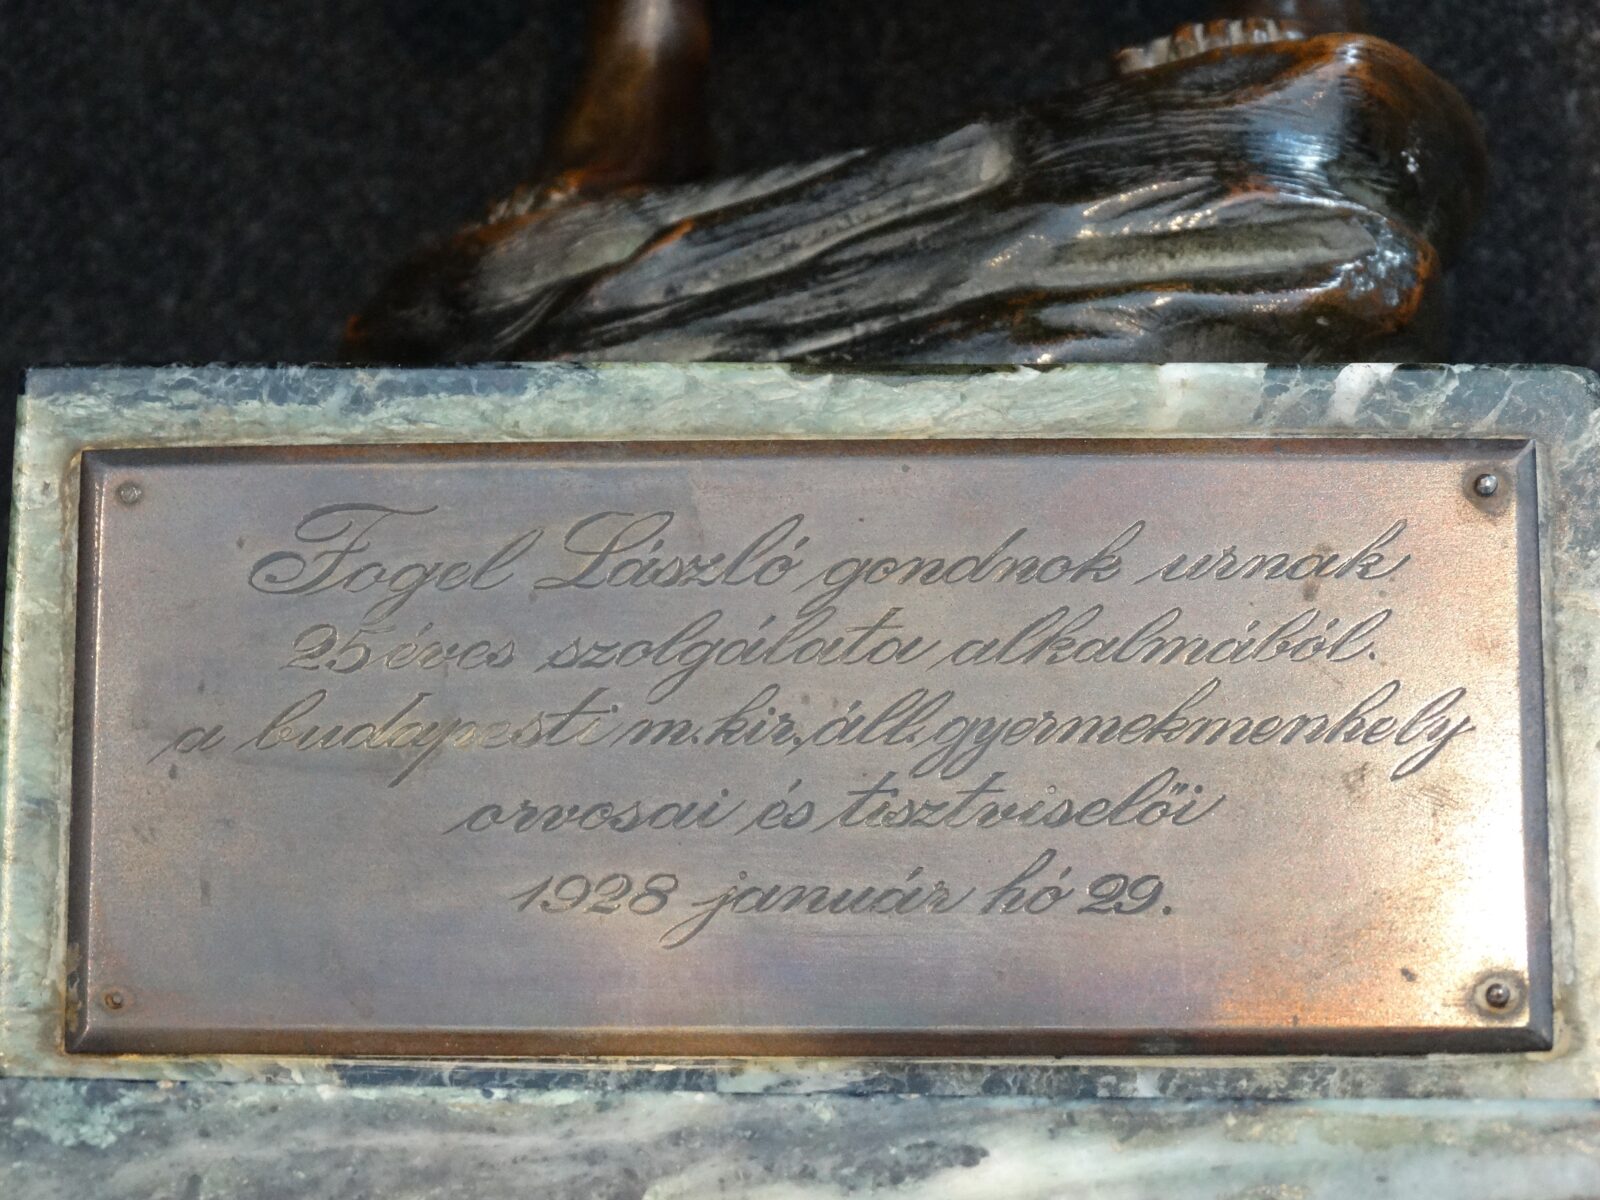 Fogel László gondnok urnak
25 éves szolgálata alkalmából.
a budapesti m. kir. áll. gyermekmenhely
orvosai és tisztviselői
1928 január hó 29.